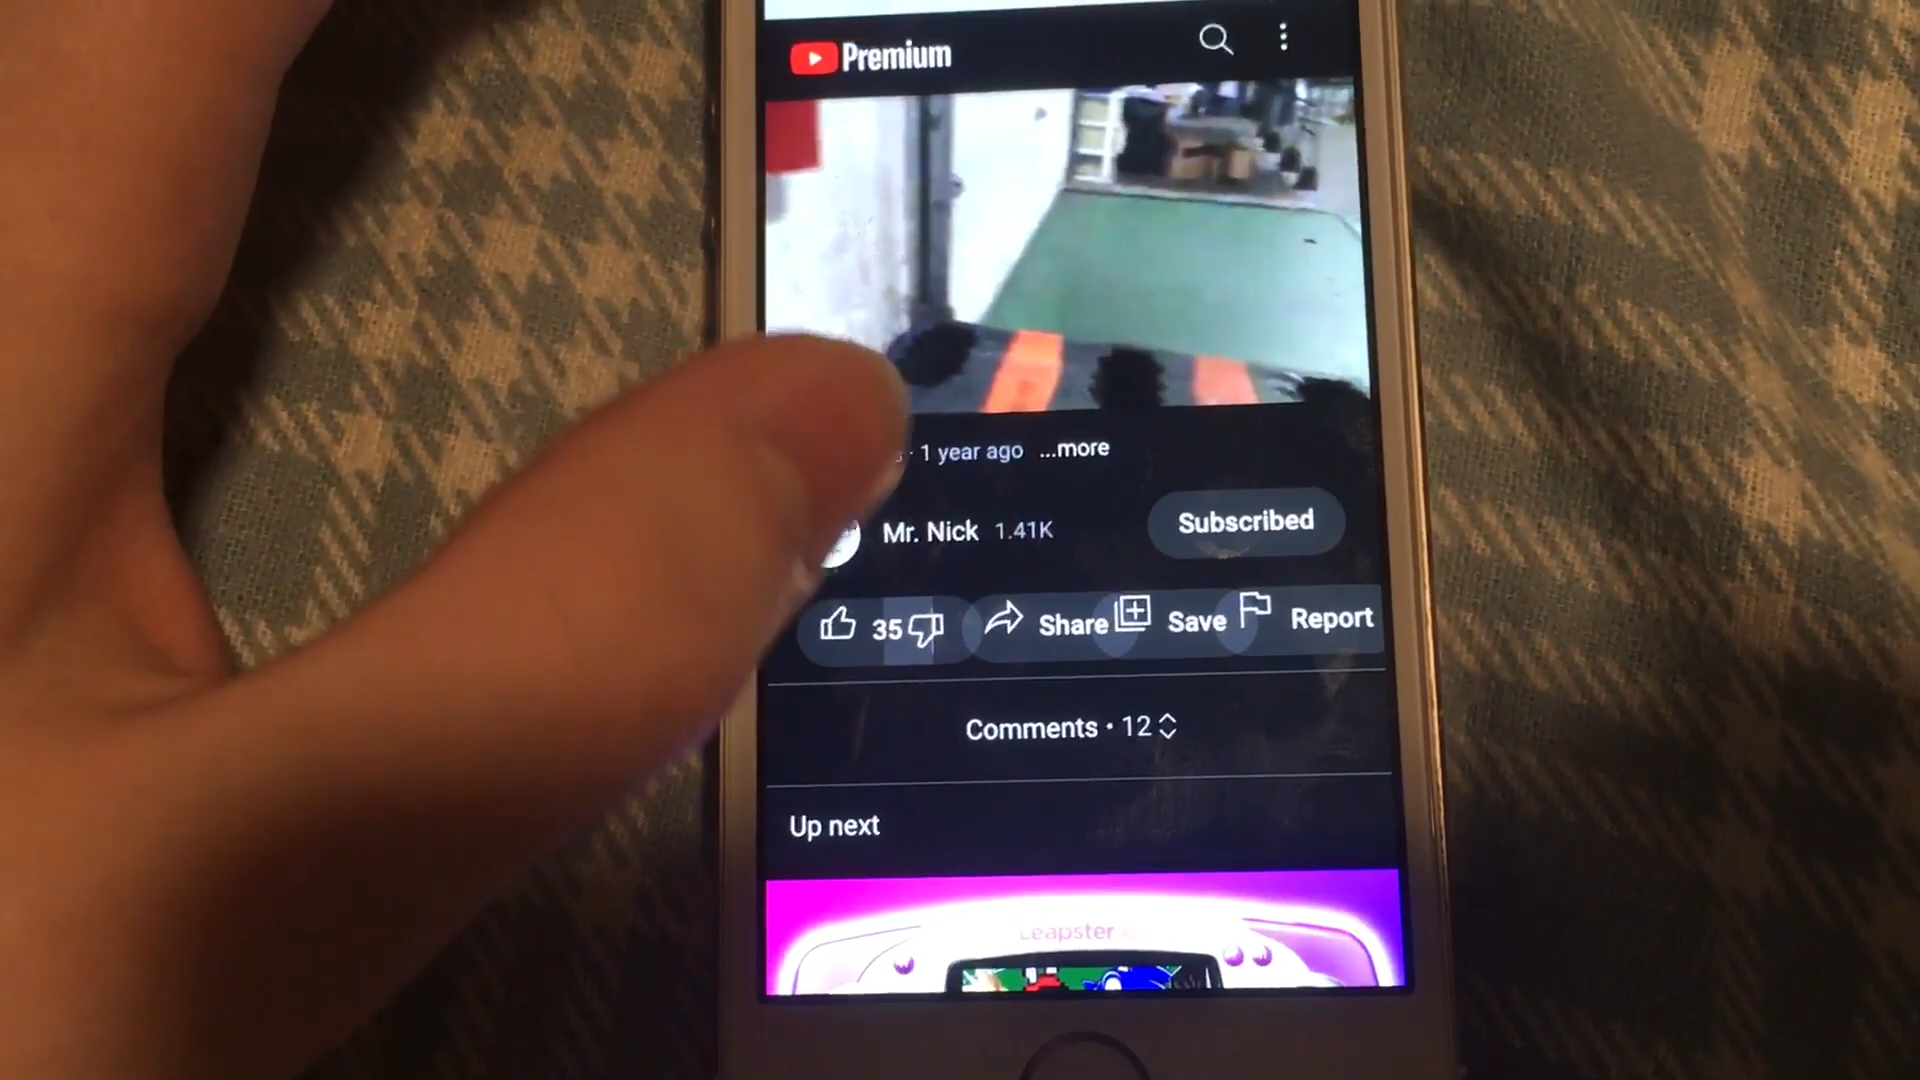 Premium
· 1 year ago ...more
Mr. Nick 1.41K Subscribed
35 Share Save Report
Comments • 12
Up next
Leapster